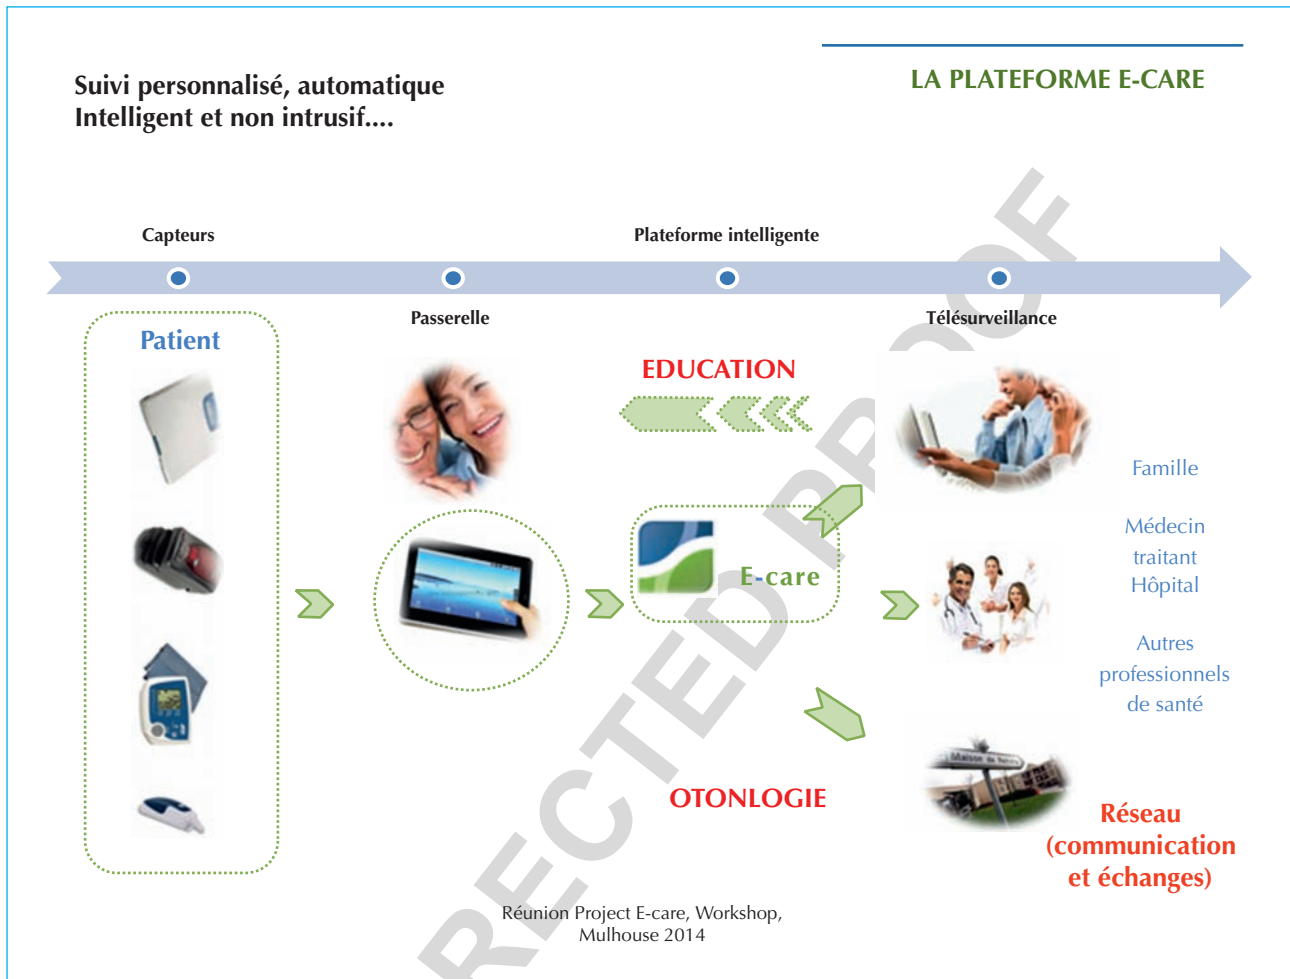 Suivi personnalisé, automatique
Intelligent et non intrusif....
LA PLATEFORME E-CARE
Capteurs
Plateforme intelligente
Passerelle
Télésurveillance
Patient
EDUCATION
E-care
Famille
Médecin
traitant
Hôpital
Autres
professionnels
de santé
Maison de
OTONLOGIE
Réseau
(communication
et échanges)
Réunion Project E-care, Workshop,
Mulhouse 2014
RECTED PROOF